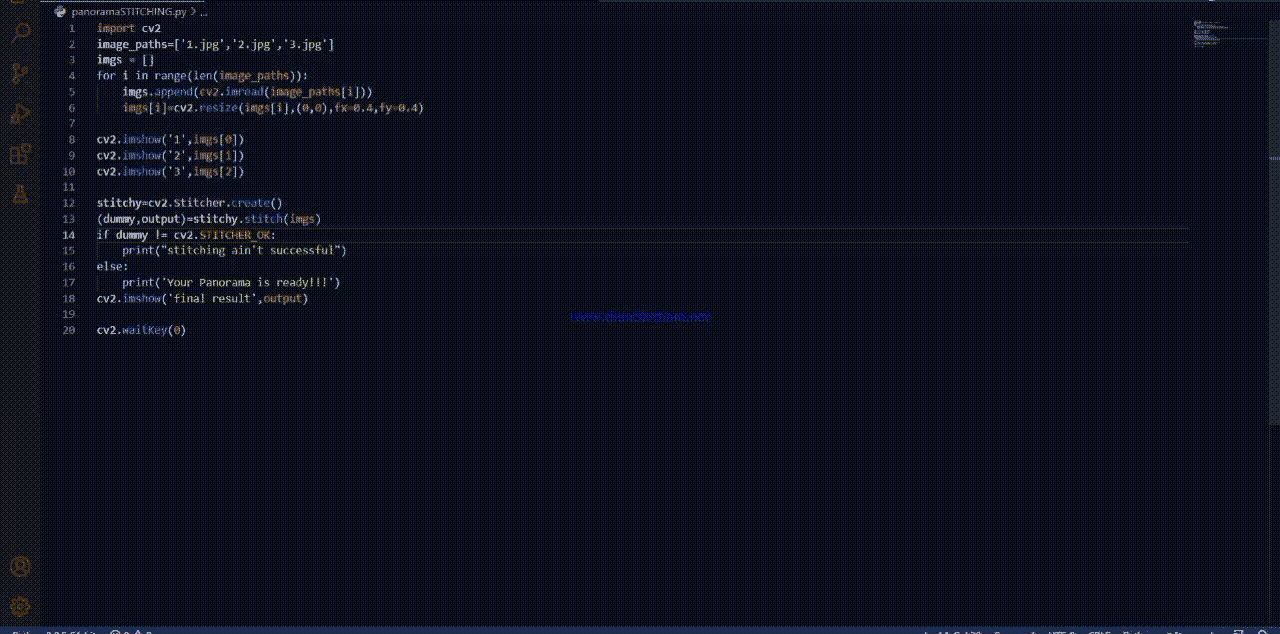 panoramaSTITCHING.py > ...
1 import cv2
2 image_paths=['1.jpg','2.jpg','3.jpg']
3 imgs = []
4 for i in range(len(image_paths)):
5 imgs.append(cv2.imread(image_paths[i]))
6 imgs[i]=cv2.resize(imgs[i],(0,0),fx=0.4,fy=0.4)
7
8 cv2.imshow('1',imgs[0])
9 cv2.imshow('2',imgs[1])
10 cv2.imshow('3',imgs[2])
11
12 stitchy=cv2.Stitcher.create()
13 (dummy,output)=stitchy.stitch(imgs)
14 if dummy != cv2.STITCHER_OK:
15 print("stitching ain't successful")
16 else:
17 print('Your Panorama is ready!!!')
18 cv2.imshow('final result',output)
19
20 cv2.waitKey(0)